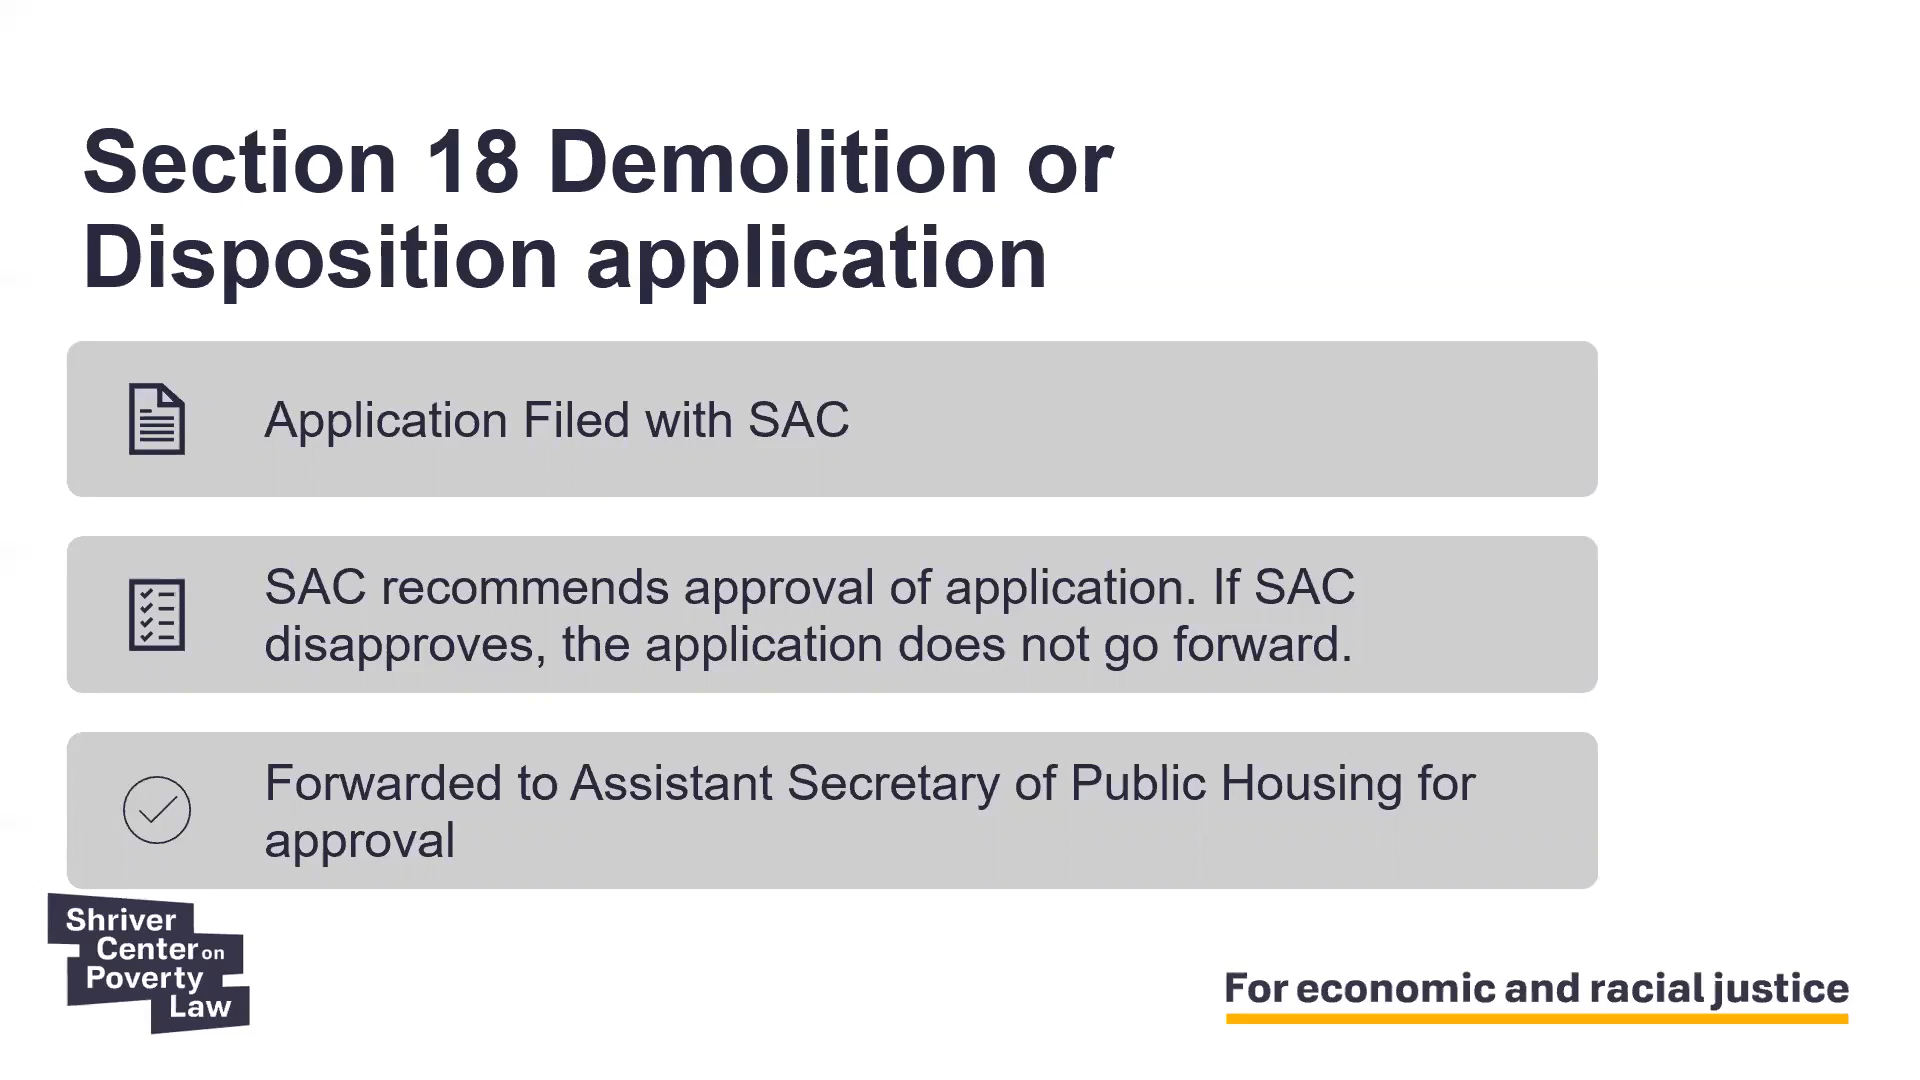 Section 18 Demolition or
Disposition application
Application Filed with SAC
SAC recommends approval of application. If SAC
disapproves, the application does not go forward.
Forwarded to Assistant Secretary of Public Housing for
approval
Shriver
Center on
Poverty
Law
For economic and racial justice